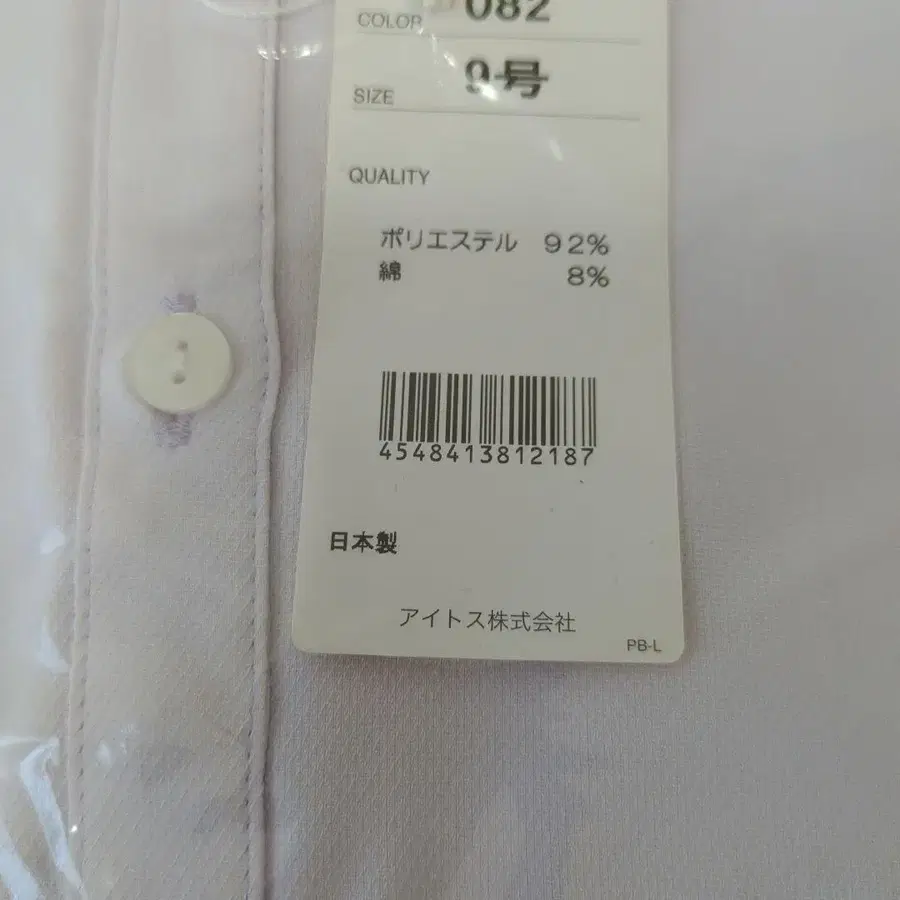 COLOR 082
SIZE 9号
QUALITY
ポリエステル 92%
綿 8%
4548413812187
日本製
アイトス株式会社
PB-L